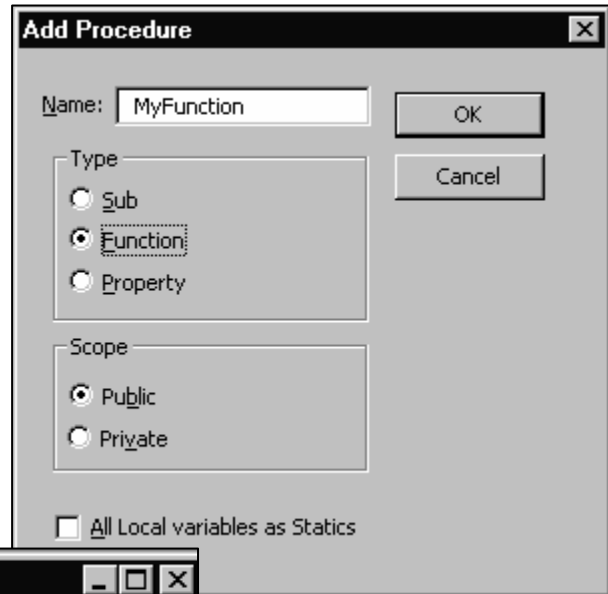 Add Procedure
Name: MyFunction
OK
Type
Cancel
Sub
Function
Property
Scope
Public
Private
All Local variables as Statics